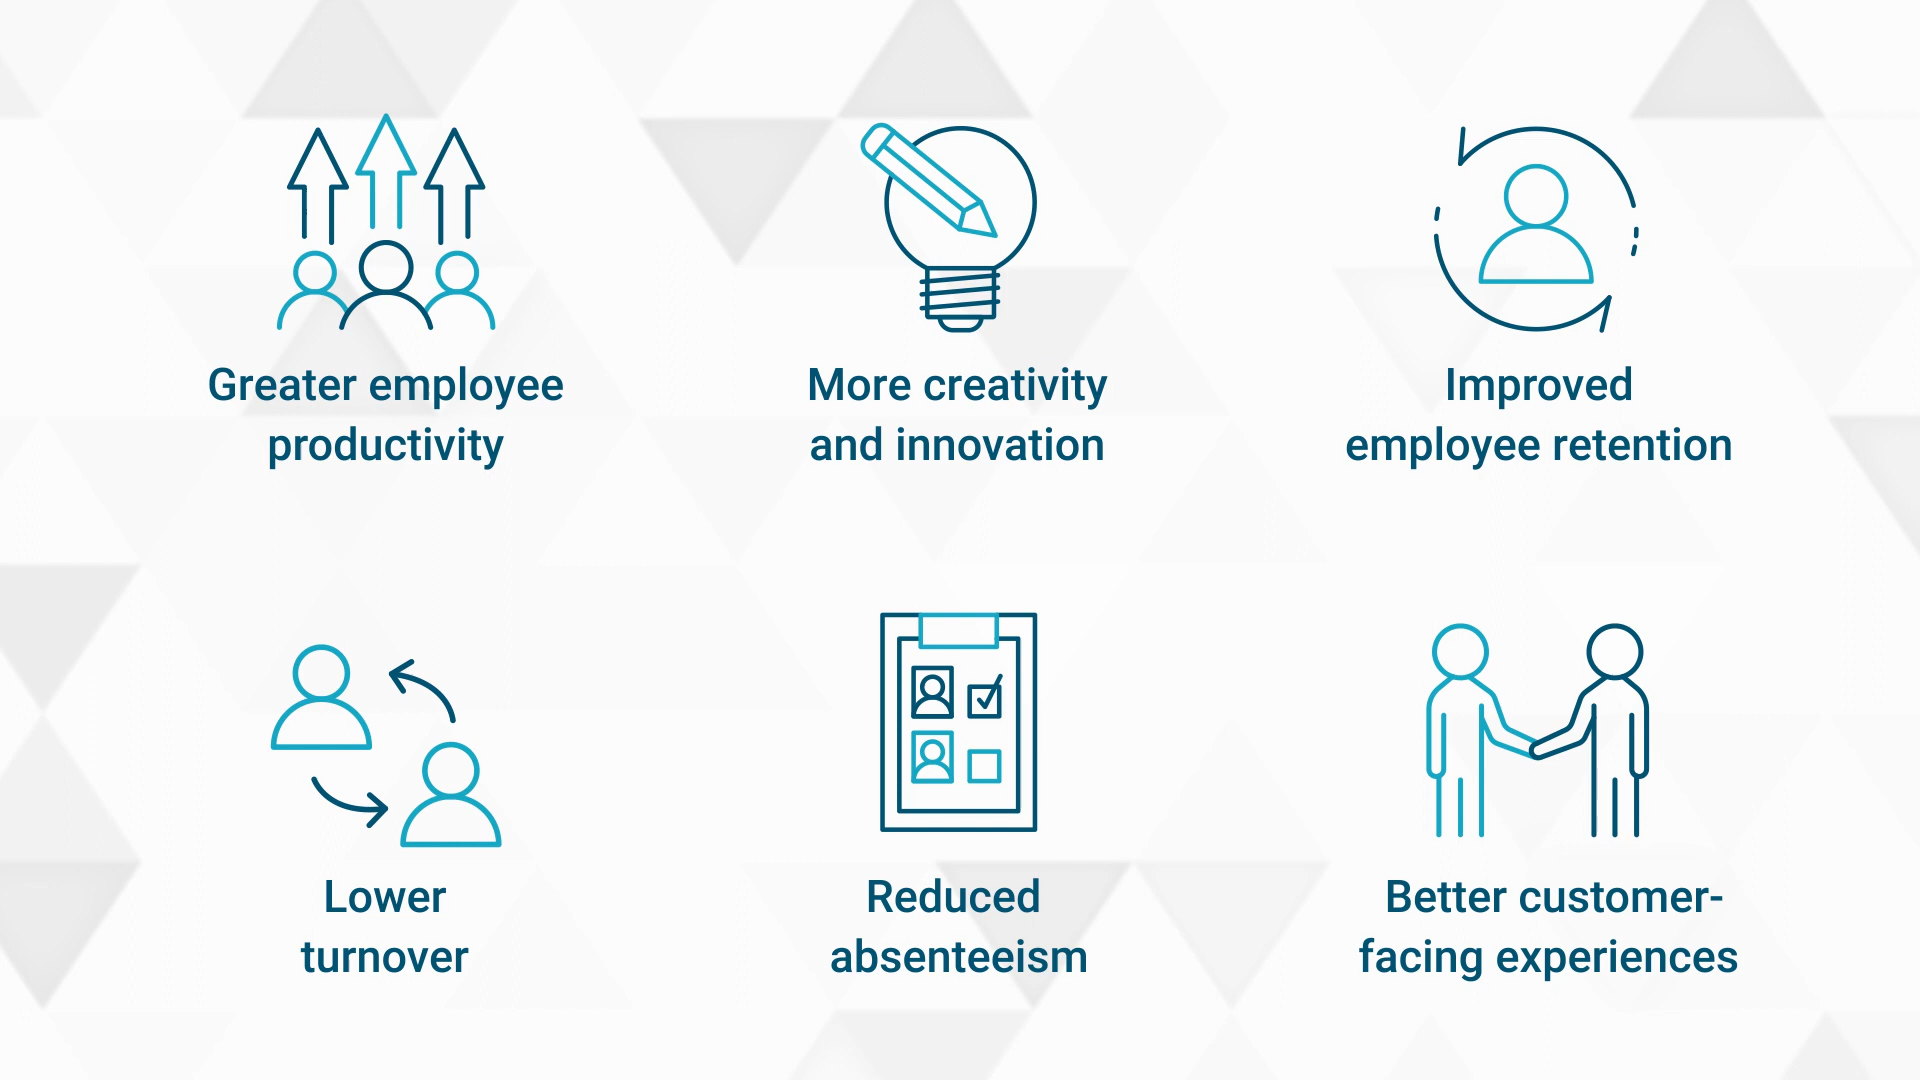 Greater employee
productivity
More creativity
and innovation
Improved
employee retention
Lower
turnover
Reduced
absenteeism
Better customer-
facing experiences